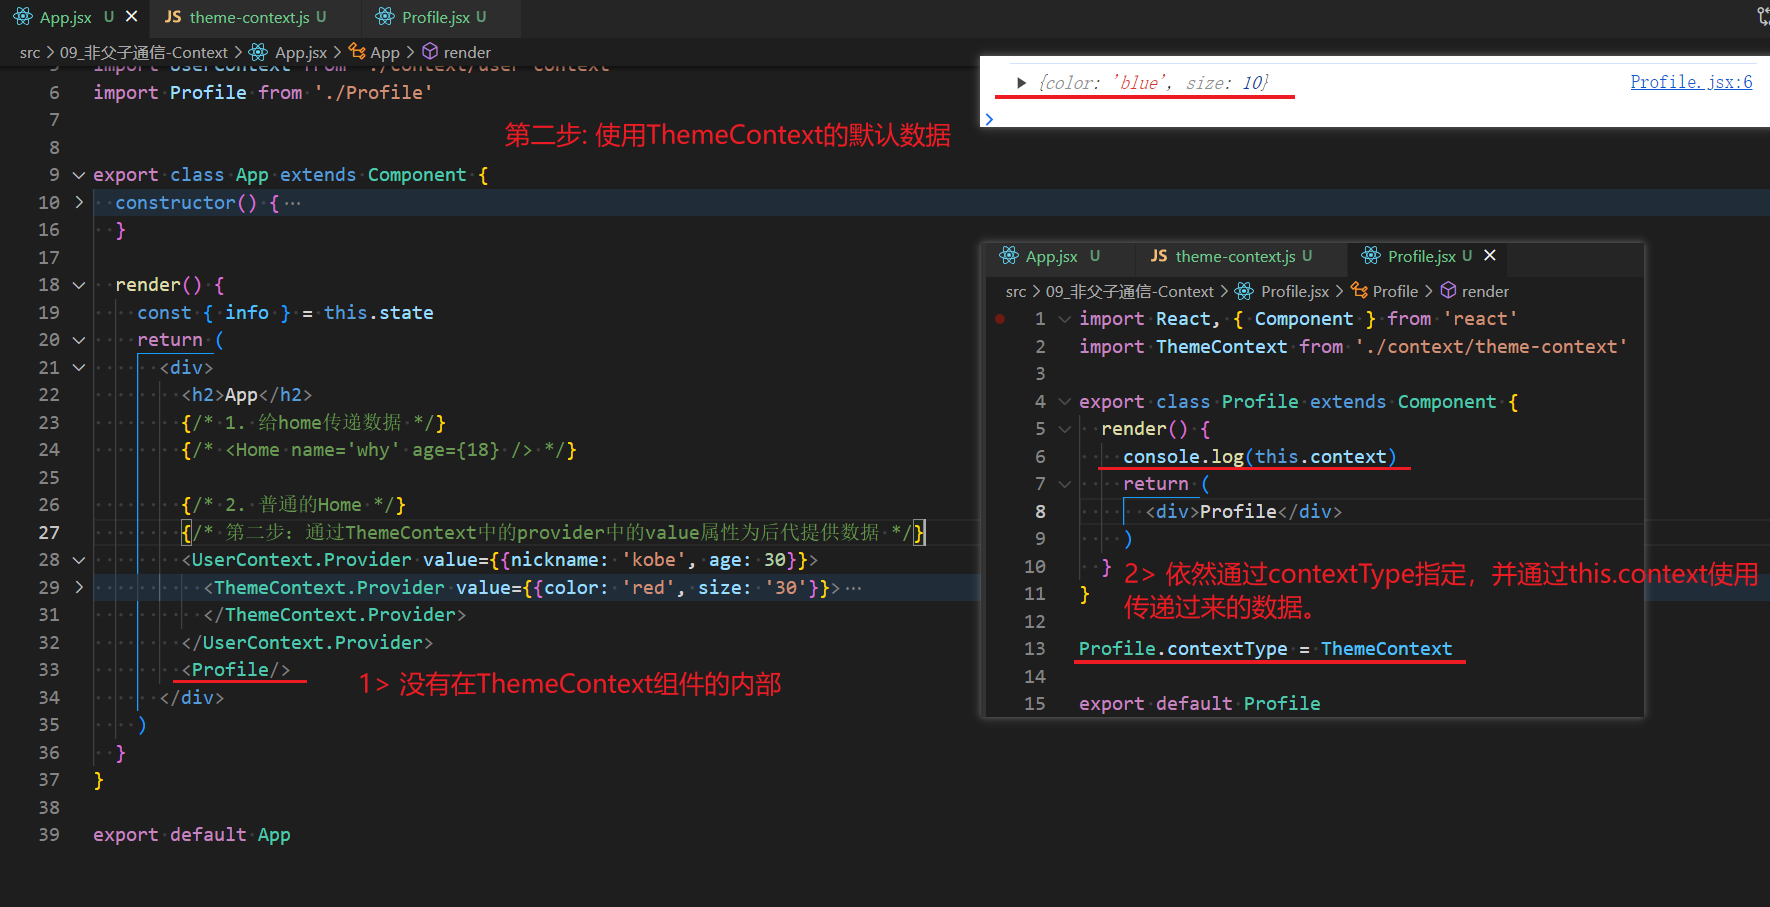 App.jsx U
JS theme-context.js U
Profile.jsx U
src > 09_非父子通信-Context > App.jsx > App > render
5 import UserContext from './context/user-context'
6 import Profile from './Profile'
7
8
第二步: 使用ThemeContext的默认数据
9 export class App extends Component {
10 constructor() { ···
16 }
17
18 render() {
19 const { info } = this.state
20 return (
21 <div>
22 <h2>App</h2>
23 {/* 1. 给home传递数据 */}
24 {/* <Home name='why' age={18} /> */}
25
26 {/* 2. 普通的Home */}
27 {/* 第二步: 通过ThemeContext中的provider中的value属性为后代提供数据 */}
28 <UserContext.Provider value={{nickname: 'kobe', age: 30}}>
29 <ThemeContext.Provider value={{color: 'red', size: '30'}}> ···
31 </ThemeContext.Provider>
32 </UserContext.Provider>
33 <Profile/>
1> 没有在ThemeContext组件的内部
34 </div>
35 )
36 }
37 }
38
39 export default App
▶ {color: 'blue', size: 10}
Profile.jsx:6
>
App.jsx U
JS theme-context.js U
Profile.jsx U
src > 09_非父子通信-Context > Profile.jsx > Profile > render
1 import React, { Component } from 'react'
2 import ThemeContext from './context/theme-context'
3
4 export class Profile extends Component {
5 render() {
6 console.log(this.context)
7 return (
8 <div>Profile</div>
9 )
10 }
2> 依然通过contextType指定，并通过this.context使用
传递过来的数据。
11 }
12
13 Profile.contextType = ThemeContext
14
15 export default Profile